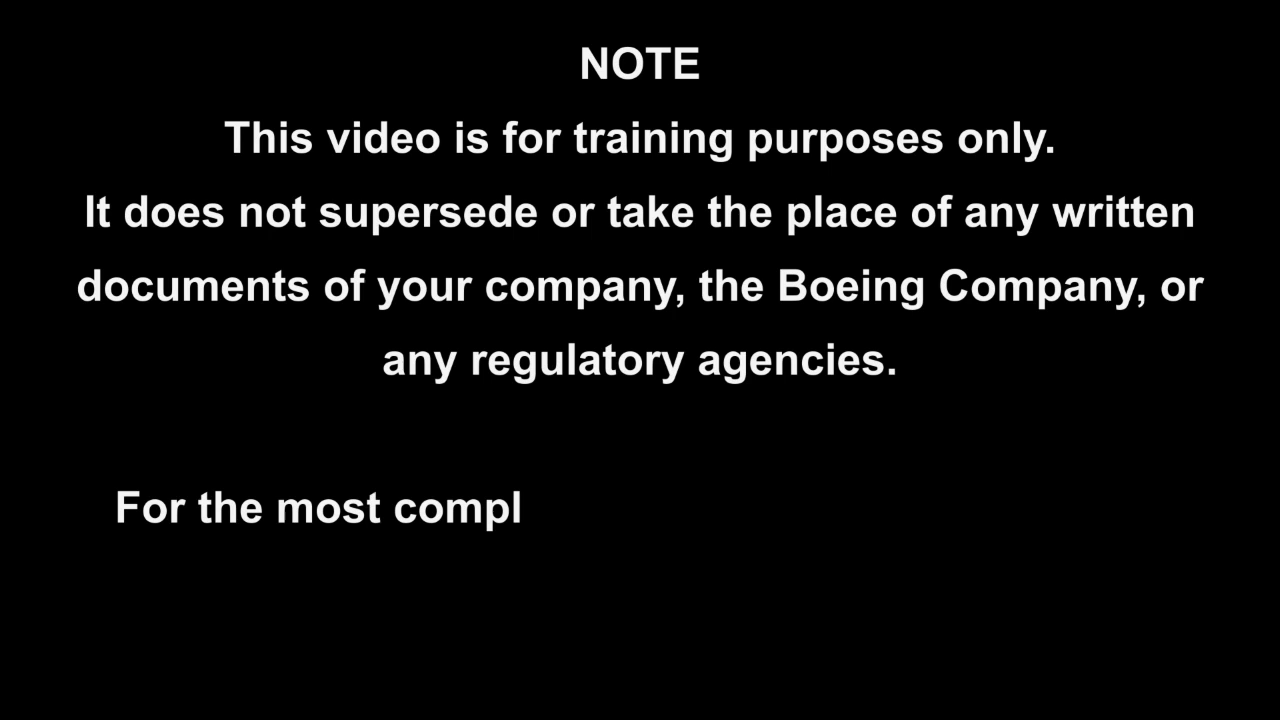 NOTE
This video is for training purposes only.
It does not supersede or take the place of any written
documents of your company, the Boeing Company, or
any regulatory agencies.
For the most compl